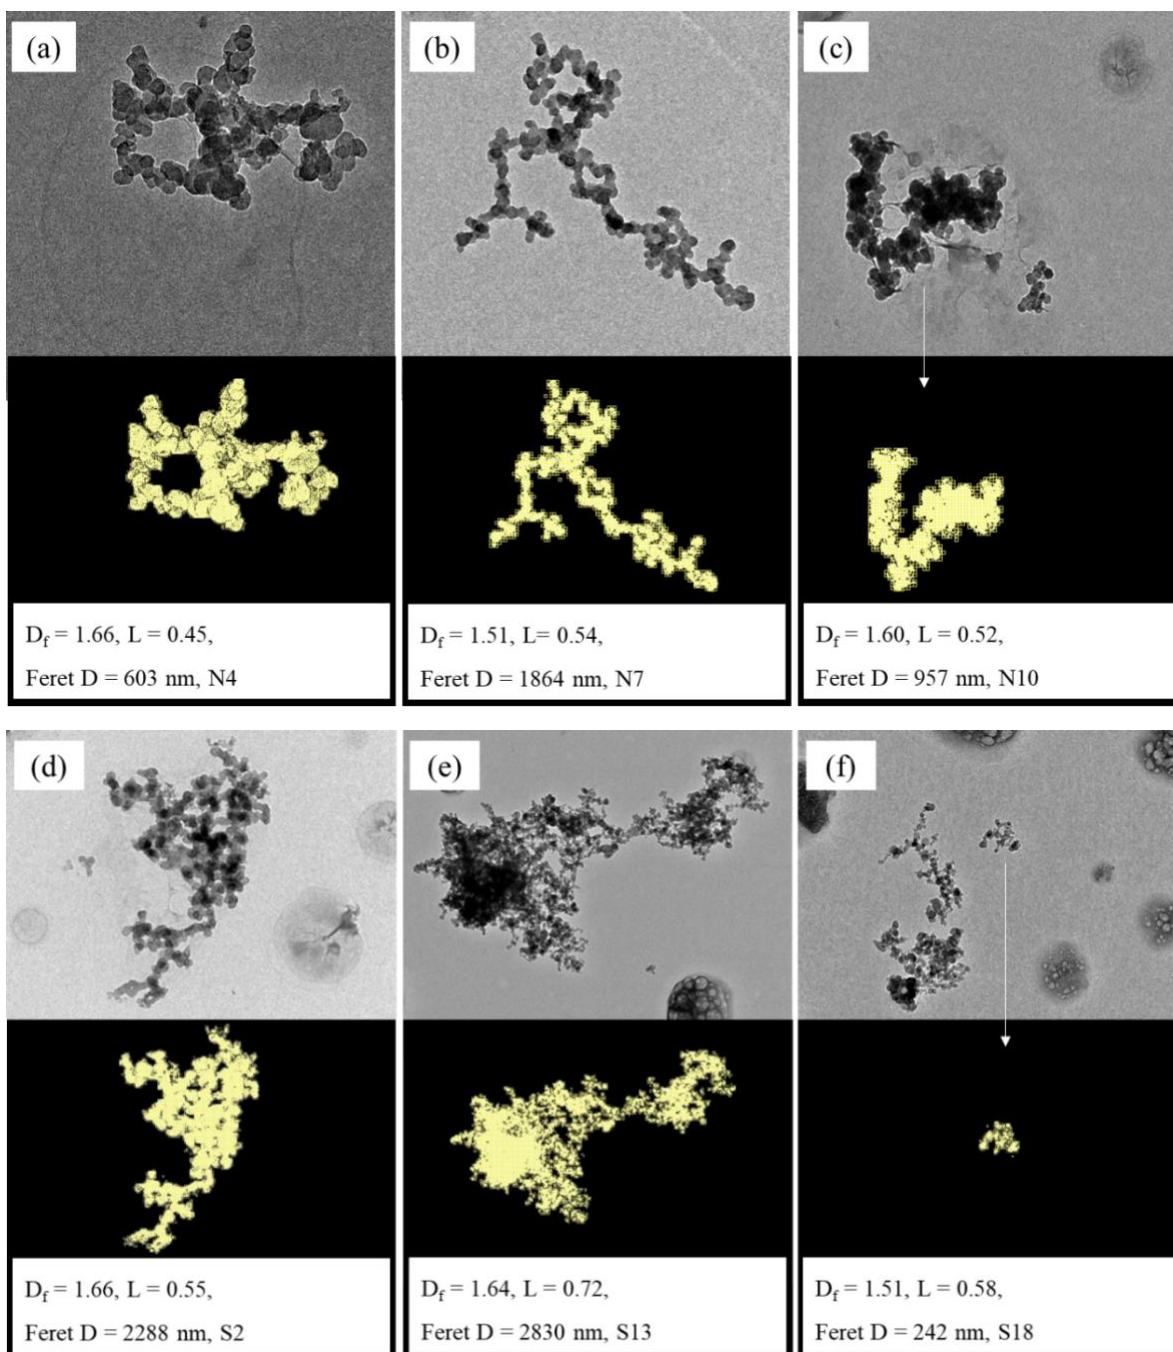 (a)
(b)
(c)
D_f = 1.66, L = 0.45,
Feret D = 603 nm, N4
D_f = 1.51, L= 0.54,
Feret D = 1864 nm, N7
D_f = 1.60, L = 0.52,
Feret D = 957 nm, N10
(d)
(e)
(f)
D_f = 1.66, L = 0.55,
Feret D = 2288 nm, S2
D_f = 1.64, L = 0.72,
Feret D = 2830 nm, S13
D_f = 1.51, L = 0.58,
Feret D = 242 nm, S18